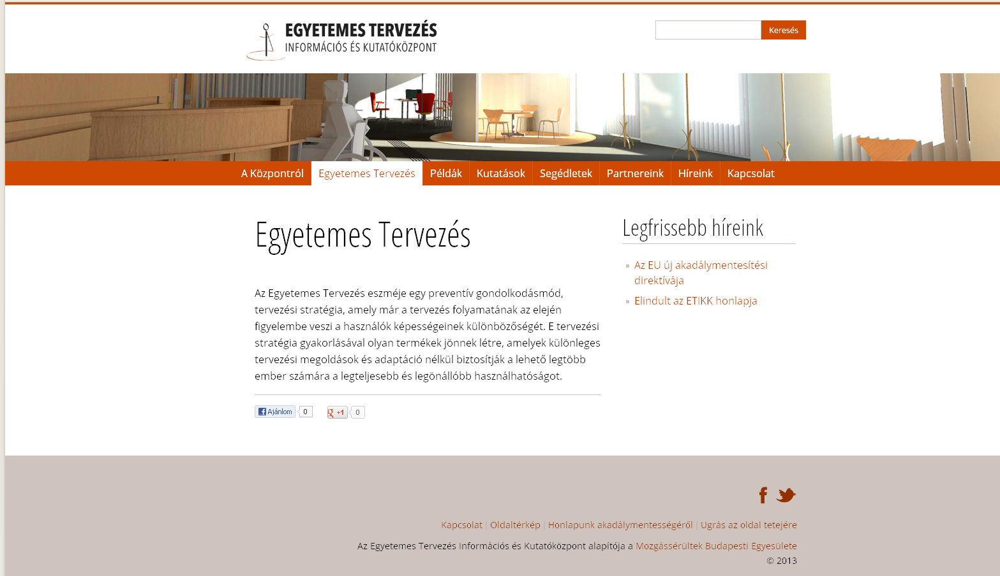 EGYETEMES TERVEZÉS
INFORMÁCIÓS ÉS KUTATÓKÖZPONT
Keresés
A Központról Egyetemes Tervezés Példák Kutatások Segédletek Partnereink Híreink Kapcsolat
Egyetemes Tervezés
Az Egyetemes Tervezés eszméje egy preventív gondolkodásmód,
tervezési stratégia, amely már a tervezés folyamatának az elején
figyelembe veszi a használók képességeinek különbözőségét. E tervezési
stratégia gyakorlásával olyan termékek jönnek létre, amelyek különleges
tervezési megoldások és adaptáció nélkül biztosítják a lehető legtöbb
ember számára a legteljesebb és legönállóbb használhatóságot.
Ajánlom 0 +1 0
Legfrissebb híreink
Az EU új akadálymentesítési
direktívája
Elindult az ETIKK honlapja
Kapcsolat | Oldaltérkép | Honlapunk akadálymentességéről | Ugrás az oldal tetejére
Az Egyetemes Tervezés Információs és Kutatóközpont alapítója a Mozgássérültek Budapesti Egyesülete
© 2013